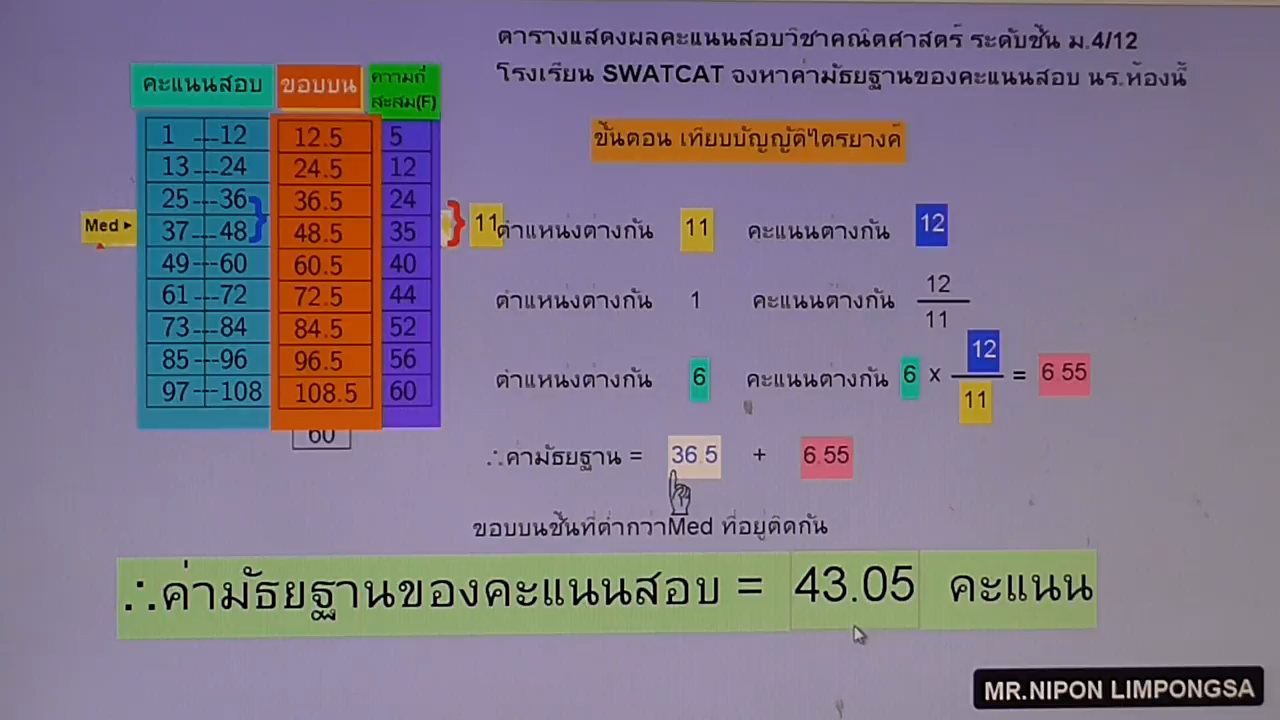 ตารางแสดงผลคะแนนสอบวิชาคณิตศาสตร์ ระดับชั้น ม.4/12
โรงเรียน SWATCAT จงหาค่ามัธยฐานของคะแนนสอบ นร.ห้องนี้
คะแนนสอบ ขอบบน ความถี่สะสม(F)
1 --- 12 12.5 5
13 --- 24 24.5 12
25 --- 36 36.5 24
37 --- 48 48.5 35
49 --- 60 60.5 40
61 --- 72 72.5 44
73 --- 84 84.5 52
85 --- 96 96.5 56
97 --- 108 108.5 60
60
Med
} } 11
ขั้นตอน เทียบบัญญัติไตรยางค์
ตำแหน่งต่างกัน 11 คะแนนต่างกัน 12
ตำแหน่งต่างกัน 1 คะแนนต่างกัน 12/11
ตำแหน่งต่างกัน 6 คะแนนต่างกัน 6 x 12/11 = 6.55
∴ค่ามัธยฐาน = 36.5 + 6.55
ขอบบนชั้นที่ต่ำกว่าMed ที่อยู่ติดกัน
∴ค่ามัธยฐานของคะแนนสอบ = 43.05 คะแนน
MR.NIPON LIMPONGSA